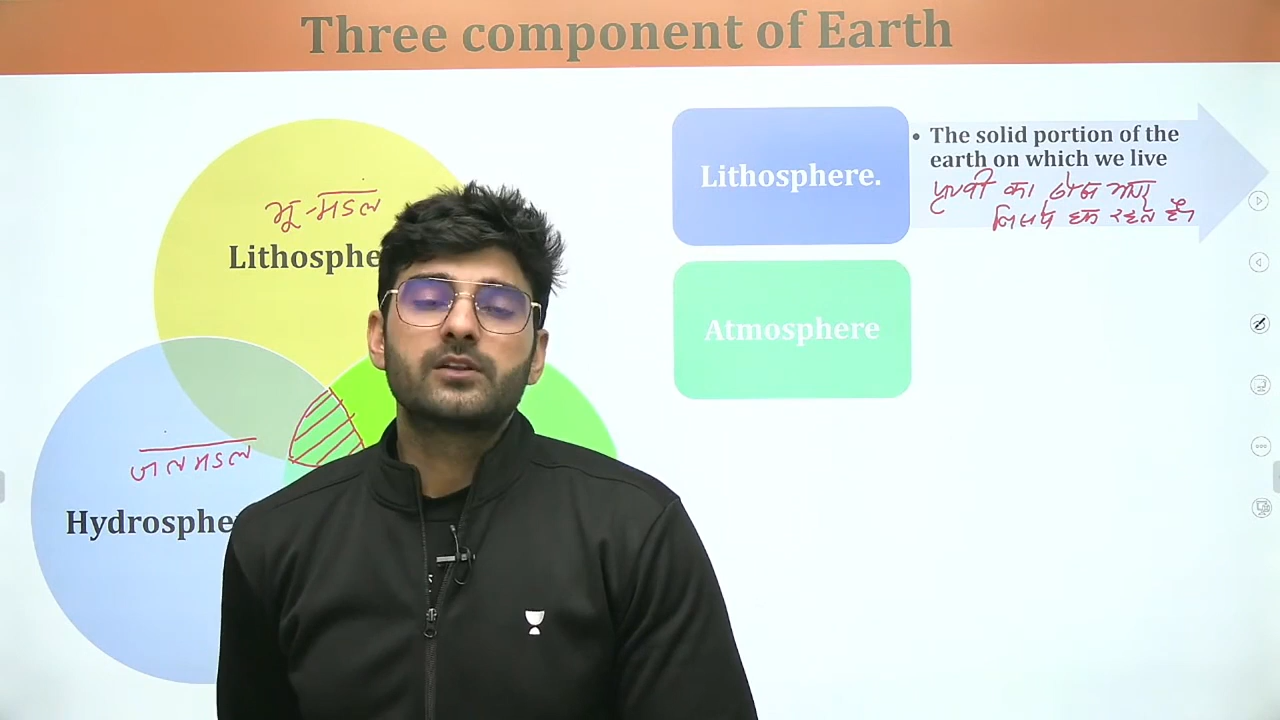 Three component of Earth
भू-मंडल
Lithosphe
जलमंडल
Hydrosphe
Lithosphere.
• The solid portion of the
earth on which we live
पृथ्वी का ठोस भाग
जिसपे हम रहते हैं।
Atmosphere